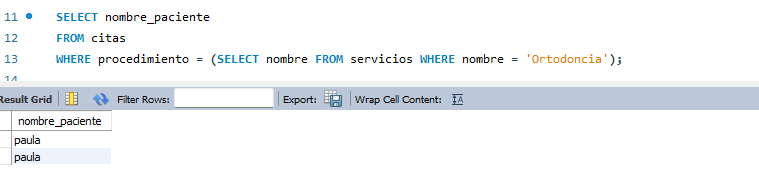 11 SELECT nombre_paciente
12 FROM citas
13 WHERE procedimiento = (SELECT nombre FROM servicios WHERE nombre = 'Ortodoncia');
14
Result Grid Filter Rows: Export: Wrap Cell Content: IA
nombre_paciente
paula
paula